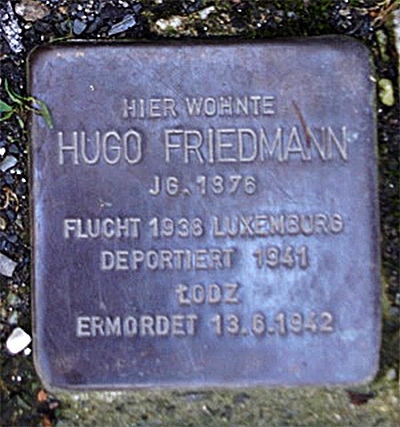 HIER WOHNTE
HUGO FRIEDMANN
JG. 1876
FLUCHT 1938 LUXEMBURG
DEPORTIERT 1941
ŁODZ
ERMORDET 13.6.1942